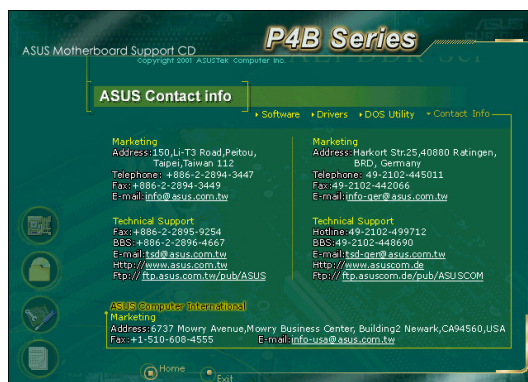 ASUS Motherboard Support CD
P4B Series
Copyright 2001 ASUSTek Computer Inc.
ASUS Contact info
Software
Drivers
DOS Utility
Contact Info
Marketing
Address:150,Li-T3 Road,Peitou,
Taipei,Taiwan 112
Telephone: +886-2-2894-3447
Fax:+886-2-2894-3449
E-mail:info@asus.com.tw
Technical Support
Fax:+886-2-2895-9254
BBS:+886-2-2896-4667
E-mail:tsd@asus.com.tw
Http://www.asus.com.tw
Ftp://ftp.asus.com.tw/pub/ASUS
Marketing
Address:Harkort Str.25,40880 Ratingen,
BRD, Germany
Telephone: 49-2102-445011
Fax:49-2102-442066
E-mail:info-ger@asus.com.tw
Technical Support
Hotline:49-2102-499712
BBS:49-2102-448690
E-mail:tsd-ger@asus.com.tw
Http://www.asuscom.de
Ftp://ftp.asuscom.de/pub/ASUSCOM
ASUS Computer International
Marketing
Address:6737 Mowry Avenue,Mowry Business Center, Building2 Newark,CA94560,USA
Fax:+1-510-608-4555 E-mail:info-usa@asus.com.tw
Home
Exit